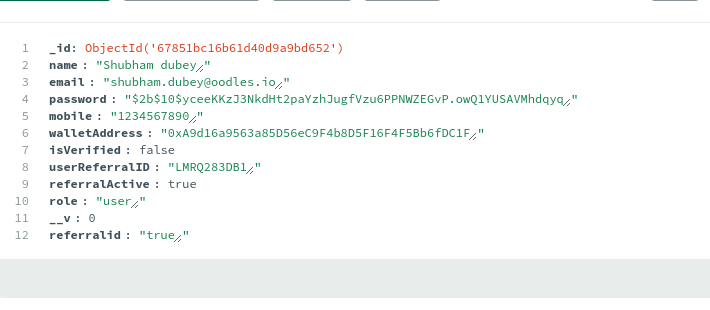 1 _id: ObjectId('67851bc16b61d40d9a9bd652')
2 name : "Shubham dubey"
3 email : "shubham.dubey@oodles.io"
4 password : "$2b$10$yceeKKzJ3NkdHt2paYzhJugfVzu6PPNWZEGvP.owQ1YUSAVMhdqyq"
5 mobile : "1234567890"
6 walletAddress : "0xA9d16a9563a85D56eC9F4b8D5F16F4F5Bb6fDC1F"
7 isVerified : false
8 userReferralID : "LMRQ283DB1"
9 referralActive : true
10 role : "user"
11 __v : 0
12 referralid : "true"